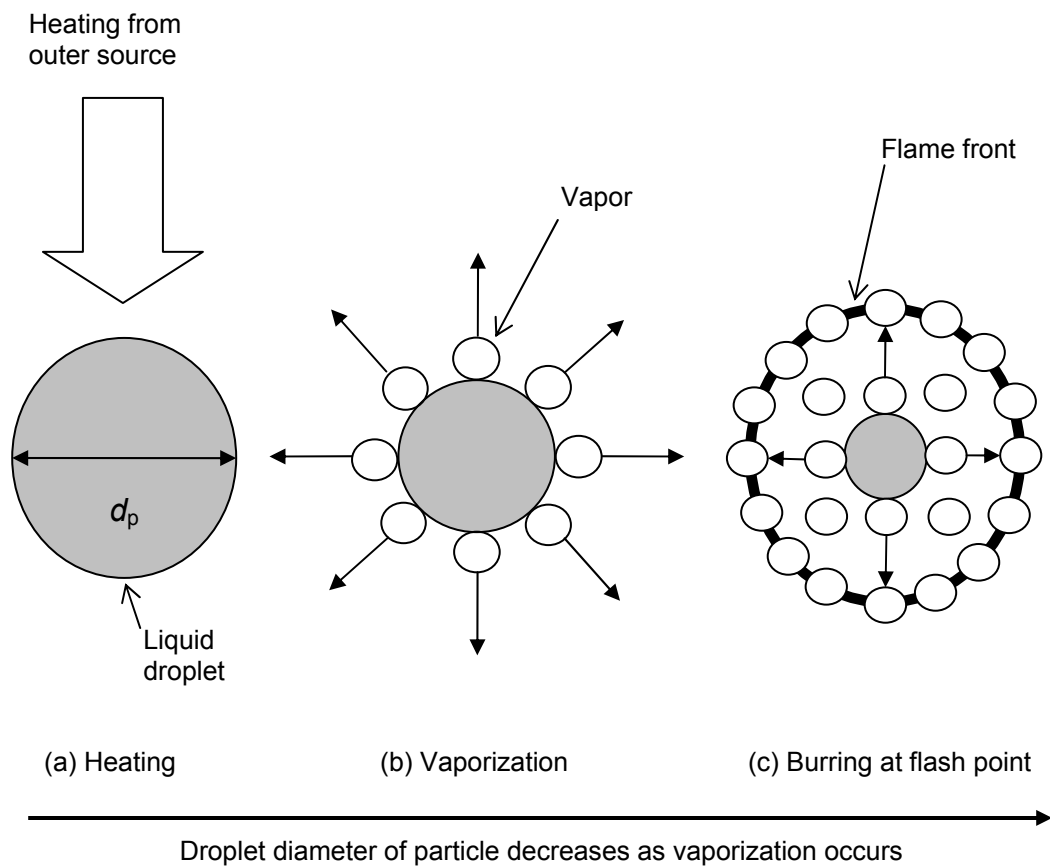 Heating from
outer source
Flame front
Vapor
dp
Liquid
droplet
(a) Heating
(b) Vaporization
(c) Burring at flash point
Droplet diameter of particle decreases as vaporization occurs